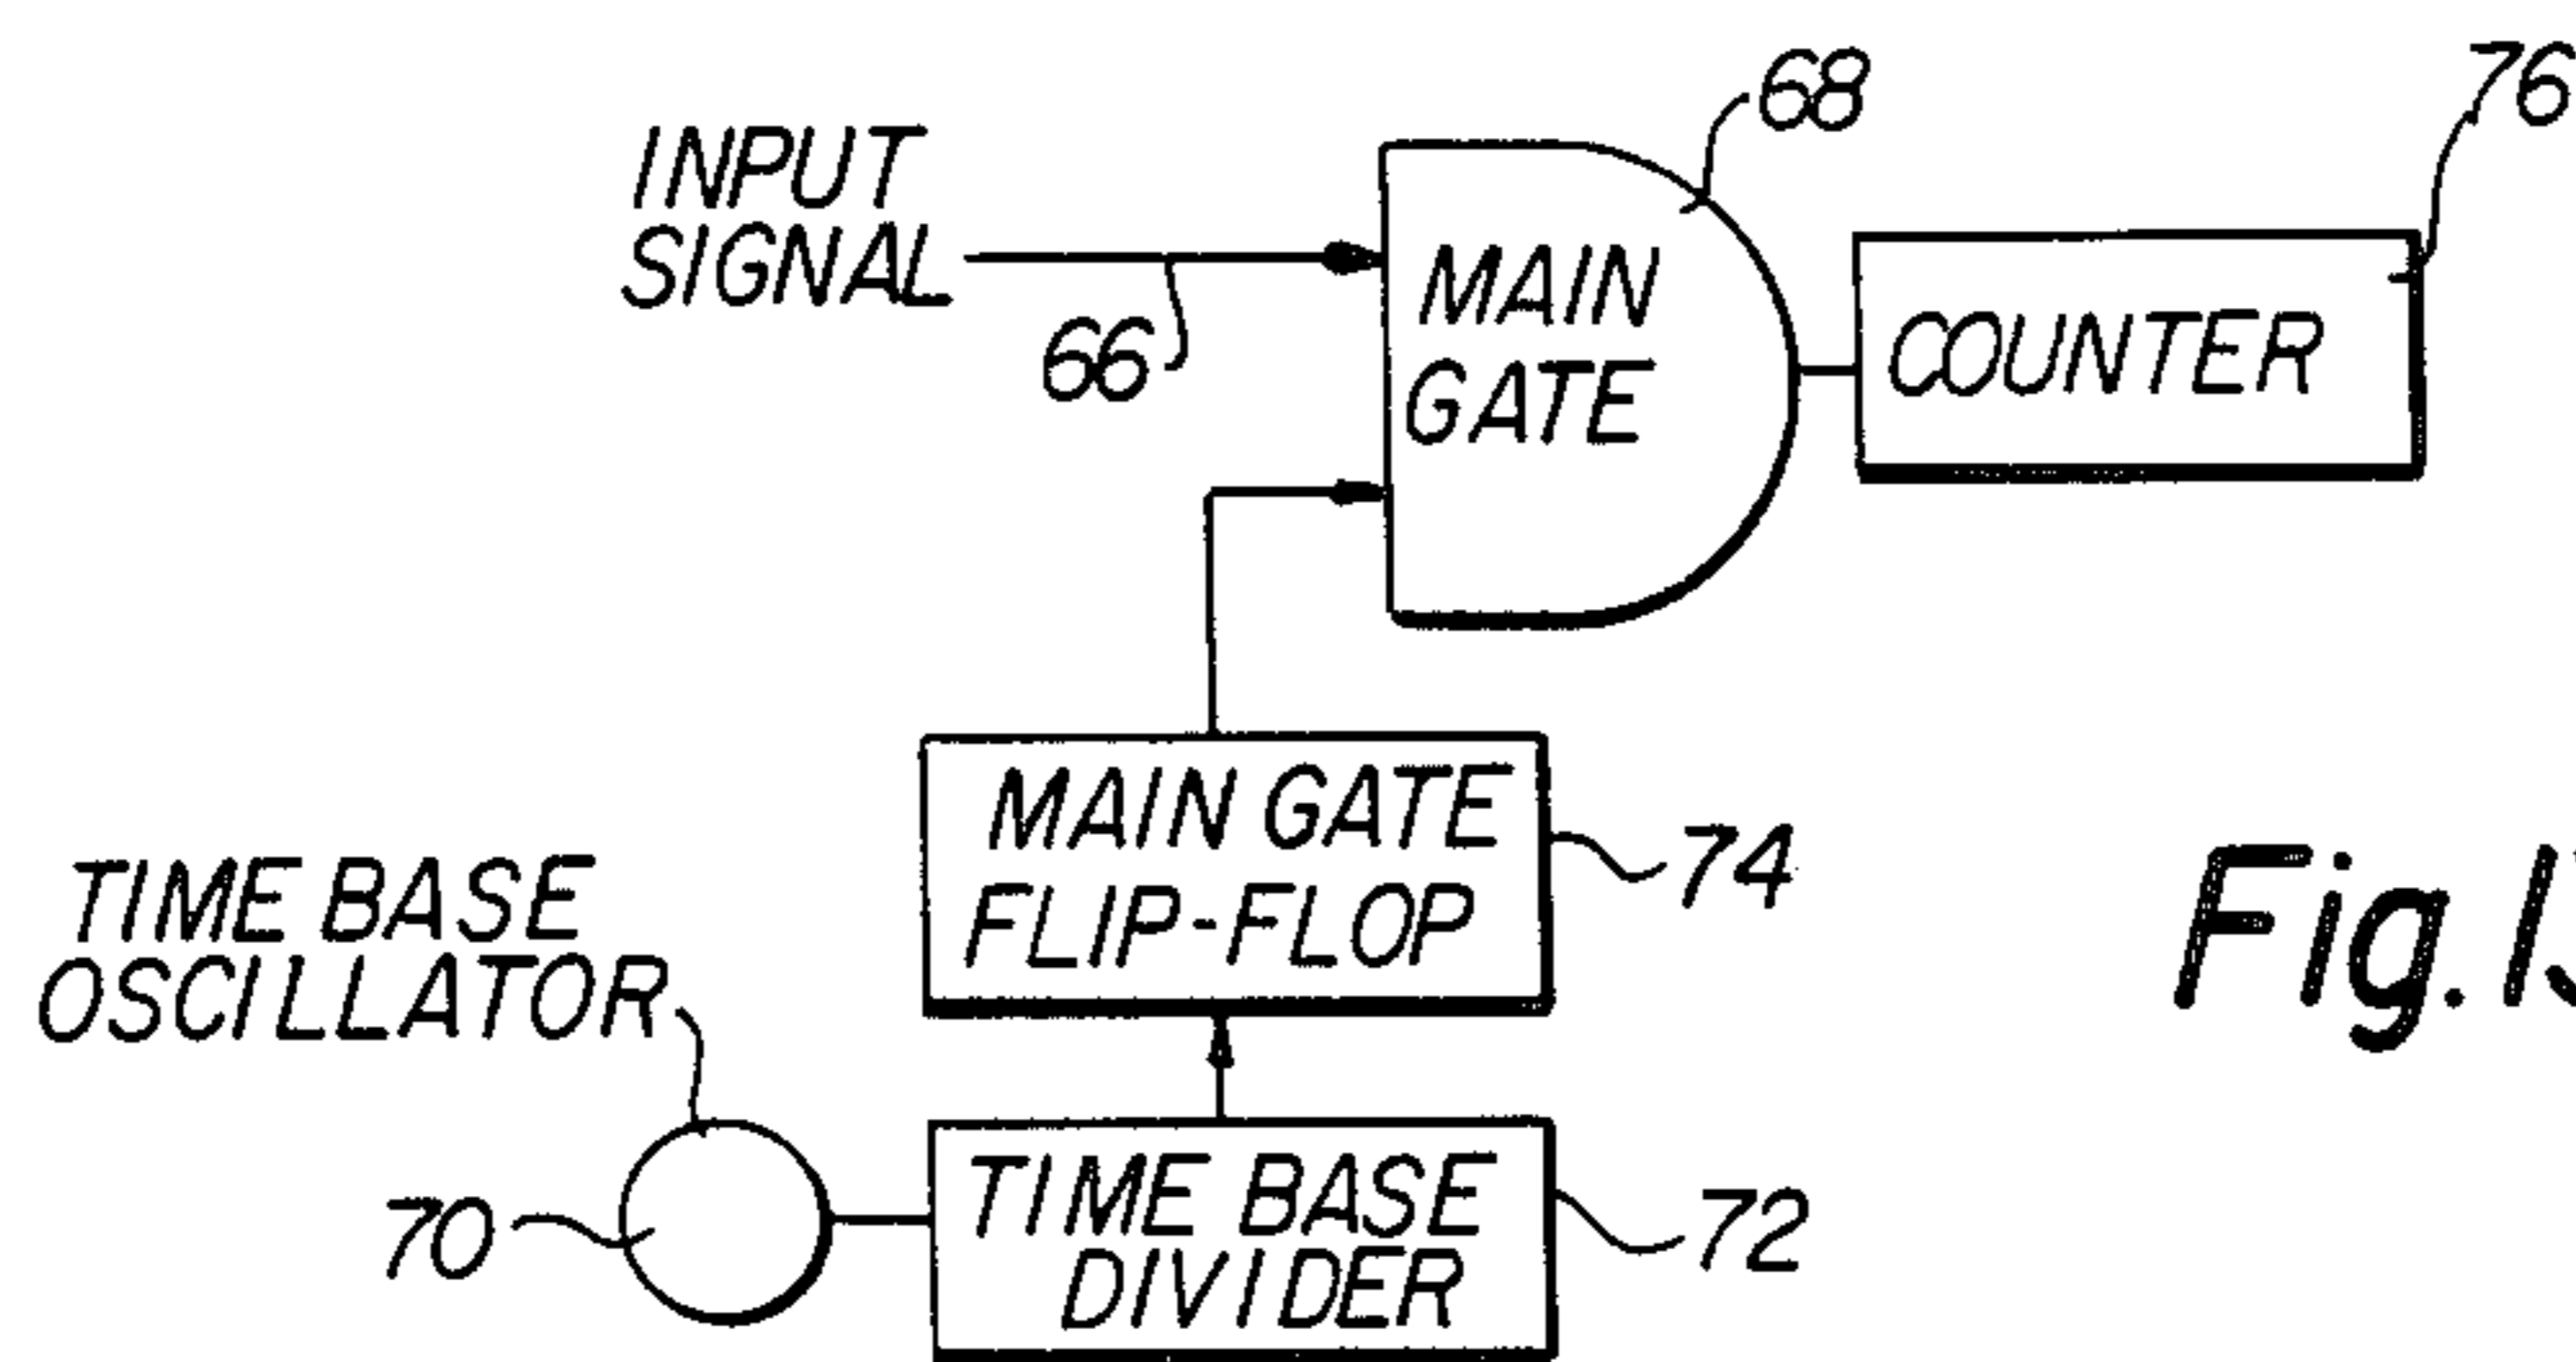 INPUT
SIGNAL
66
68
MAIN
GATE
76
COUNTER
MAIN GATE
FLIP-FLOP
74
TIME BASE
OSCILLATOR
70
TIME BASE
DIVIDER
72
Fig.